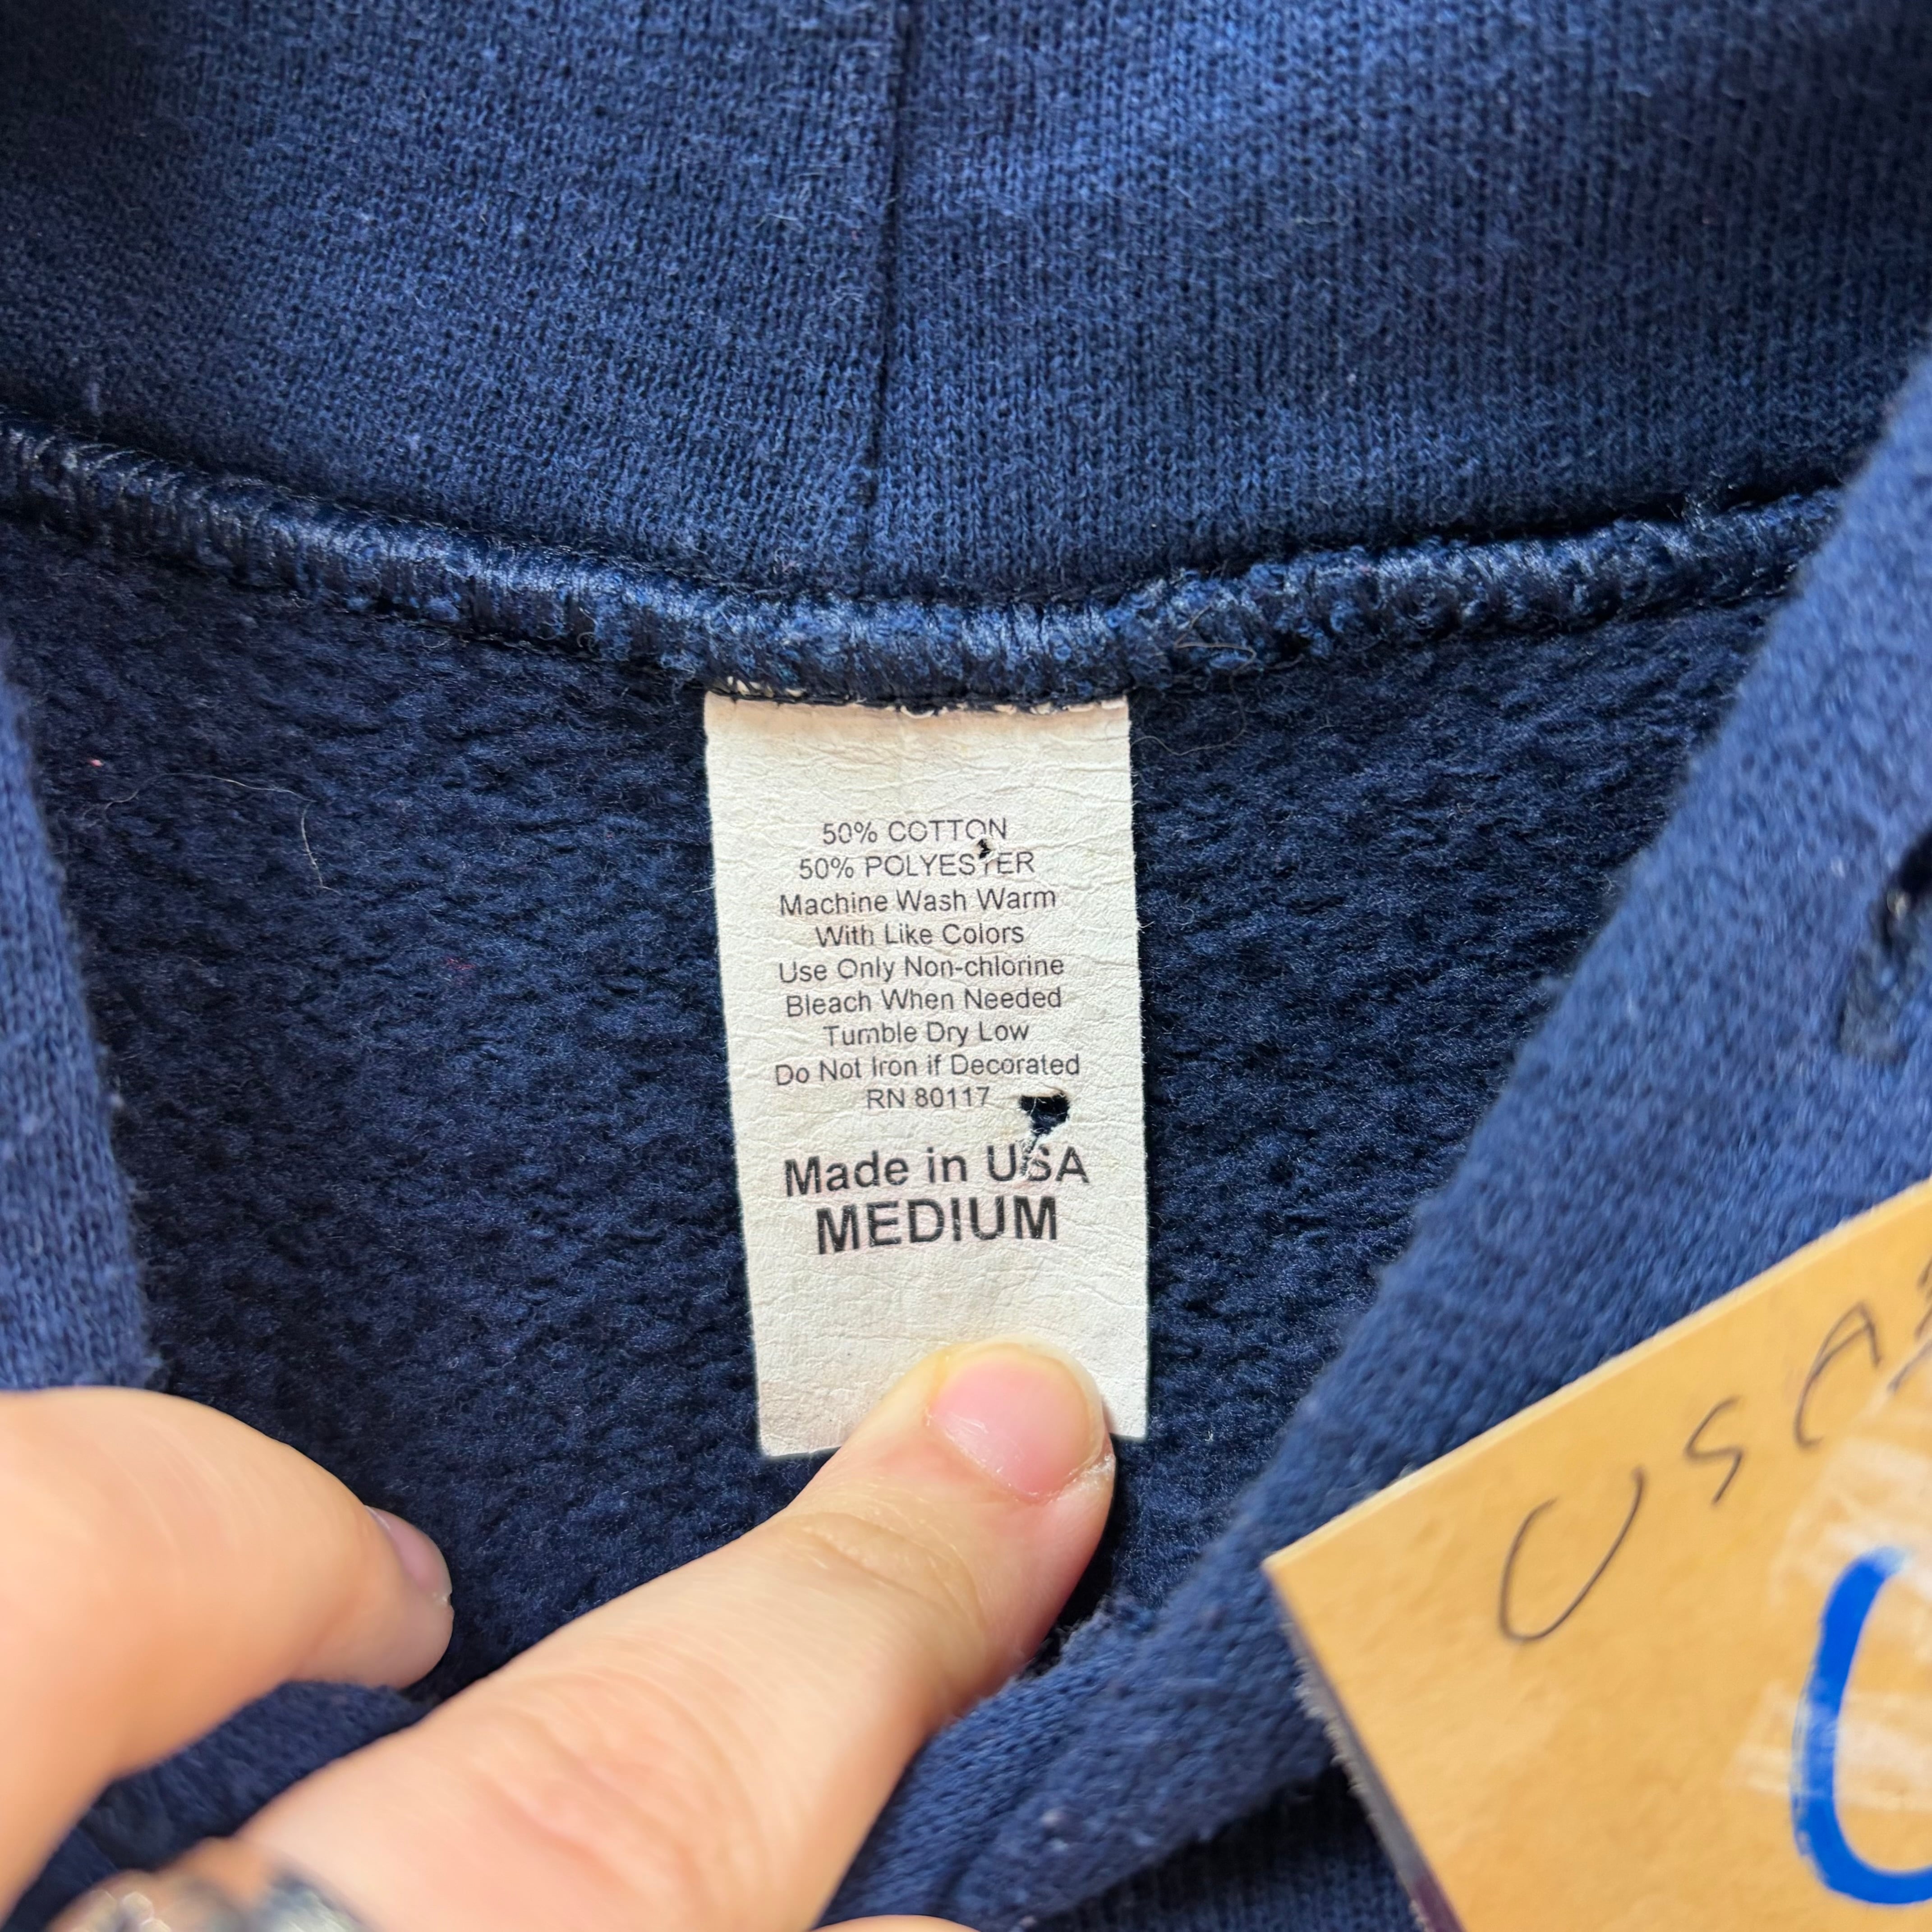 50% COTTON
50% POLYESTER
Machine Wash Warm
With Like Colors
Use Only Non-chlorine
Bleach When Needed
Tumble Dry Low
Do Not Iron if Decorated
RN 80117
Made in USA
MEDIUM
USA